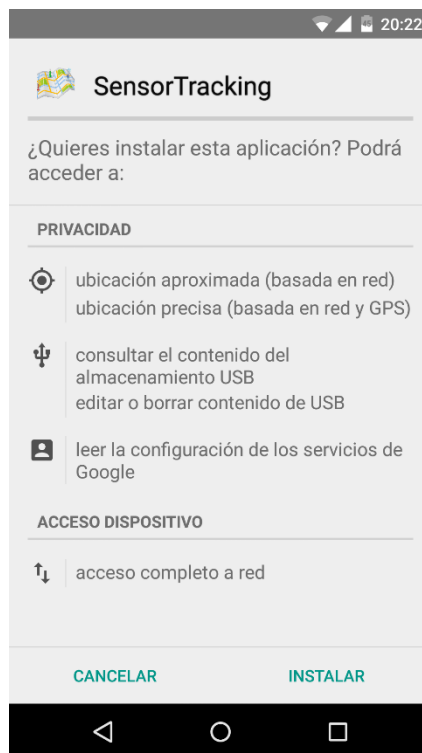 20:22
SensorTracking
¿Quieres instalar esta aplicación? Podrá
acceder a:
PRIVACIDAD
ubicación aproximada (basada en red)
ubicación precisa (basada en red y GPS)
consultar el contenido del
almacenamiento USB
editar o borrar contenido de USB
leer la configuración de los servicios de
Google
ACCESO DISPOSITIVO
acceso completo a red
CANCELAR INSTALAR